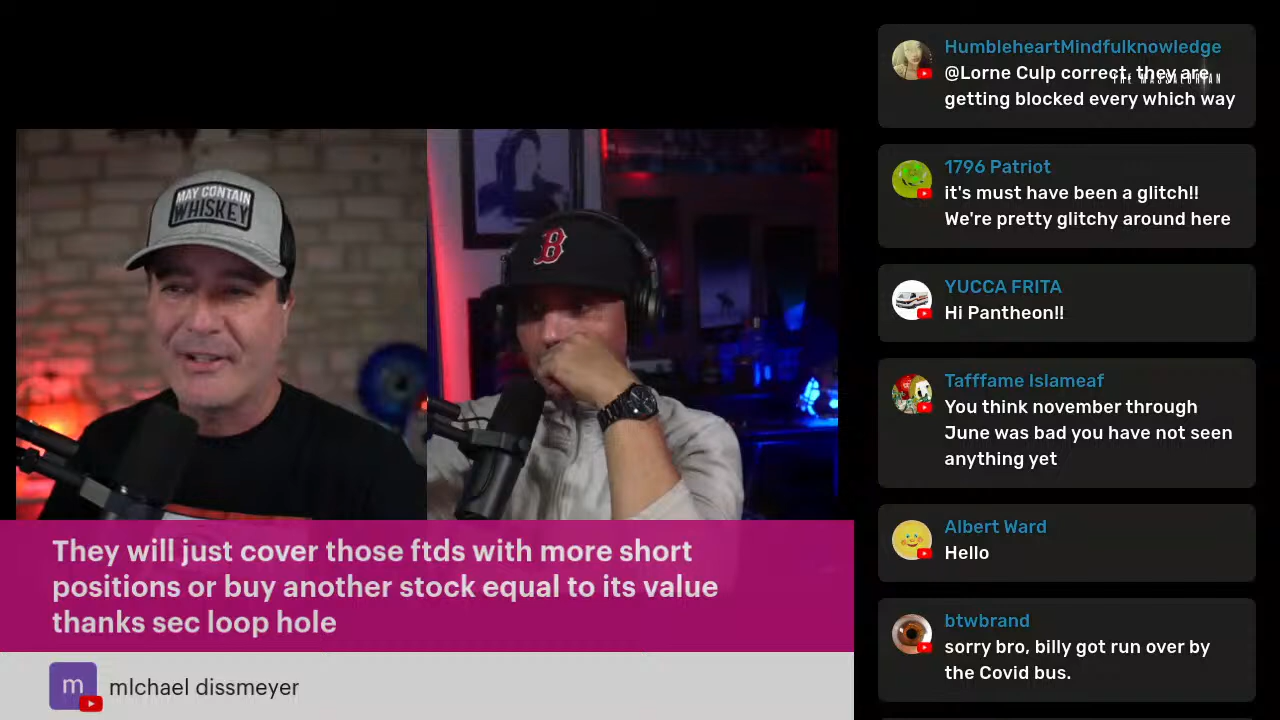 MAY CONTAIN
WHISKEY
B
They will just cover those ftds with more short
positions or buy another stock equal to its value
thanks sec loop hole
m
mlchael dissmeyer
HumbleheartMindfulknowledge
@Lorne Culp correct, they are
getting blocked every which way
1796 Patriot
it's must have been a glitch!!
We're pretty glitchy around here
YUCCA FRITA
Hi Pantheon!!
Tafffame Islameaf
You think november through
June was bad you have not seen
anything yet
Albert Ward
Hello
btwbrand
sorry bro, billy got run over by
the Covid bus.